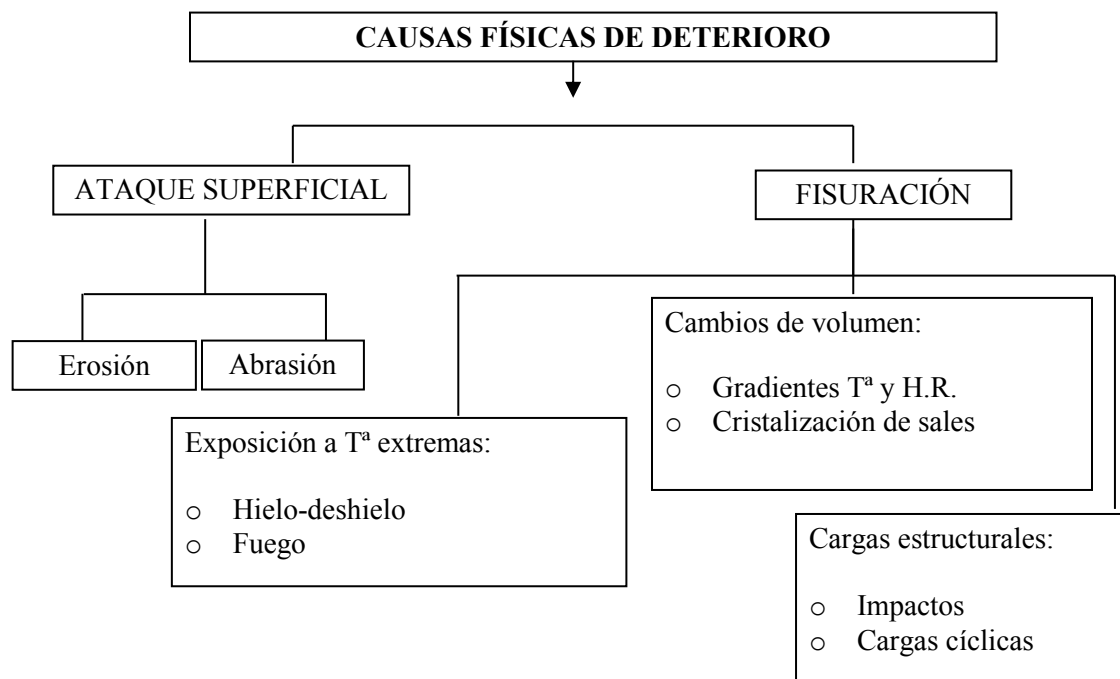 CAUSAS FÍSICAS DE DETERIORO
ATAQUE SUPERFICIAL
FISURACIÓN
Erosión
Abrasión
Exposición a Tª extremas:
o Hielo-deshielo
o Fuego
Cambios de volumen:
o Gradientes Tª y H.R.
o Cristalización de sales
Cargas estructurales:
o Impactos
o Cargas cíclicas